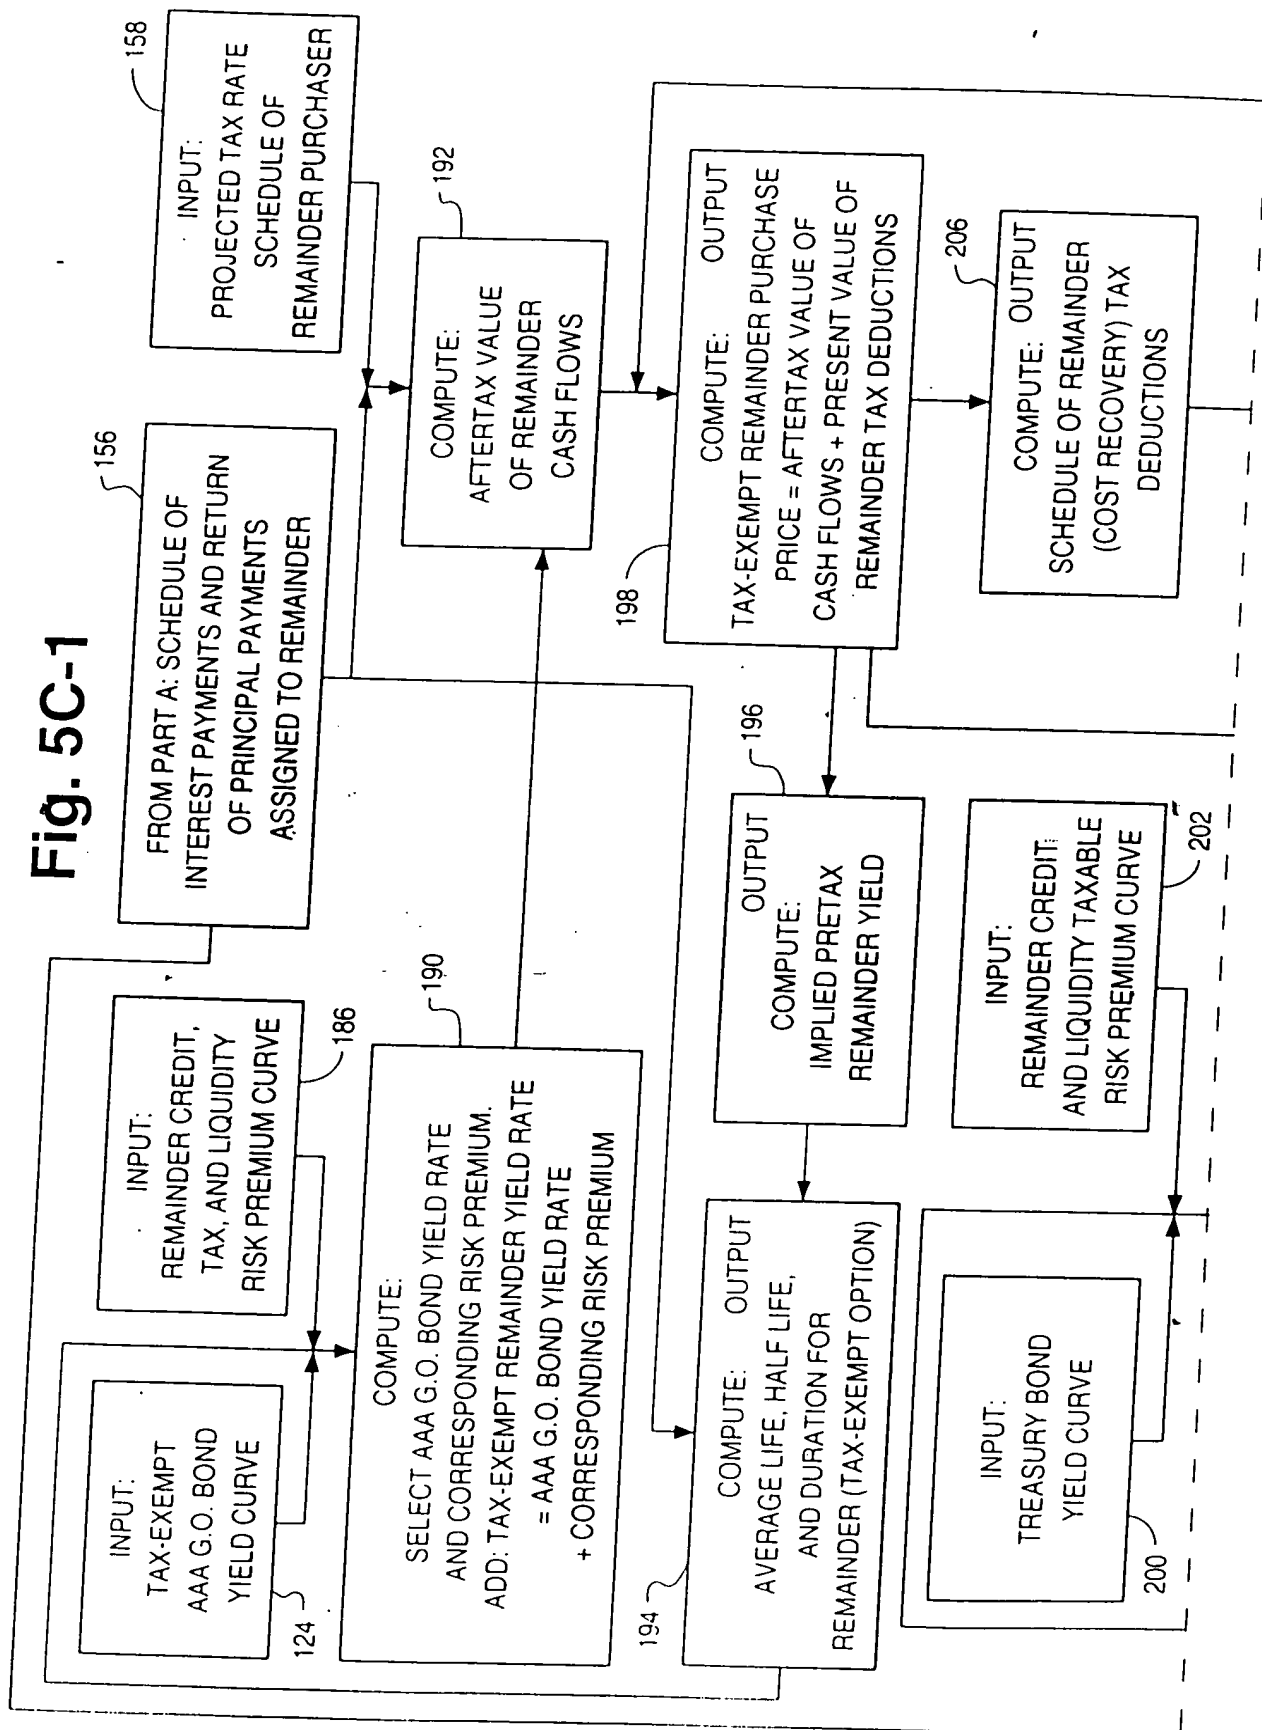 Fig. 5C-1
INPUT:
TAX-EXEMPT
AAA G.O. BOND
YIELD CURVE
124
INPUT:
REMAINDER CREDIT,
TAX, AND LIQUIDITY
RISK PREMIUM CURVE
186
FROM PART A: SCHEDULE OF
INTEREST PAYMENTS AND RETURN
OF PRINCIPAL PAYMENTS
ASSIGNED TO REMAINDER
156
INPUT:
PROJECTED TAX RATE
SCHEDULE OF
REMAINDER PURCHASER
158
COMPUTE:
SELECT AAA G.O. BOND YIELD RATE
AND CORRESPONDING RISK PREMIUM.
ADD: TAX-EXEMPT REMAINDER YIELD RATE
= AAA G.O. BOND YIELD RATE
+ CORRESPONDING RISK PREMIUM
190
COMPUTE:
AFTERTAX VALUE
OF REMAINDER
CASH FLOWS
192
COMPUTE: OUTPUT
AVERAGE LIFE, HALF LIFE,
AND DURATION FOR
REMAINDER (TAX-EXEMPT OPTION)
194
OUTPUT
COMPUTE:
IMPLIED PRETAX
REMAINDER YIELD
196
COMPUTE: OUTPUT
TAX-EXEMPT REMAINDER PURCHASE
PRICE = AFTERTAX VALUE OF
CASH FLOWS + PRESENT VALUE OF
REMAINDER TAX DEDUCTIONS
198
INPUT:
TREASURY BOND
YIELD CURVE
200
INPUT:
REMAINDER CREDIT
AND LIQUIDITY TAXABLE
RISK PREMIUM CURVE
202
COMPUTE: OUTPUT
SCHEDULE OF REMAINDER
(COST RECOVERY) TAX
DEDUCTIONS
206